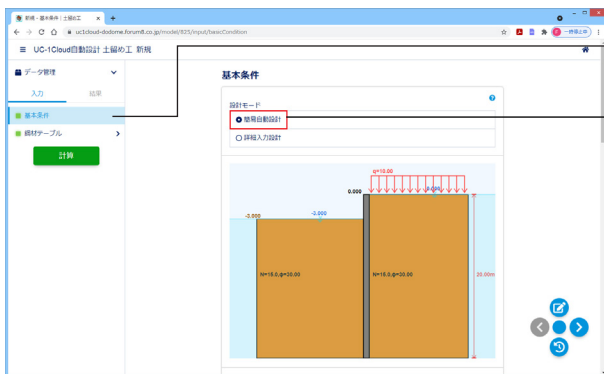 新規 - 基本条件 | 土留め工
uc1cloud-dodome.forum8.co.jp/model/825/input/basicCondition
一時停止中
UC-1Cloud自動設計 土留め工 新規
データ管理
入力 結果
基本条件
鋼材テーブル
計算
基本条件
設計モード
簡易自動設計
詳細入力設計
q=10.00
0.000
0.000
-3.000
-3.000
N=15.0,φ=30.00
N=15.0,φ=30.00
20.00m